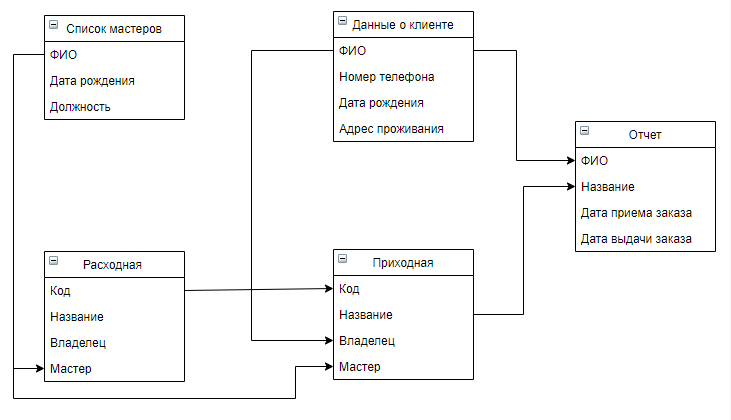 Список мастеров
ФИО
Дата рождения
Должность
Данные о клиенте
ФИО
Номер телефона
Дата рождения
Адрес проживания
Отчет
ФИО
Название
Дата приема заказа
Дата выдачи заказа
Расходная
Код
Название
Владелец
Мастер
Приходная
Код
Название
Владелец
Мастер